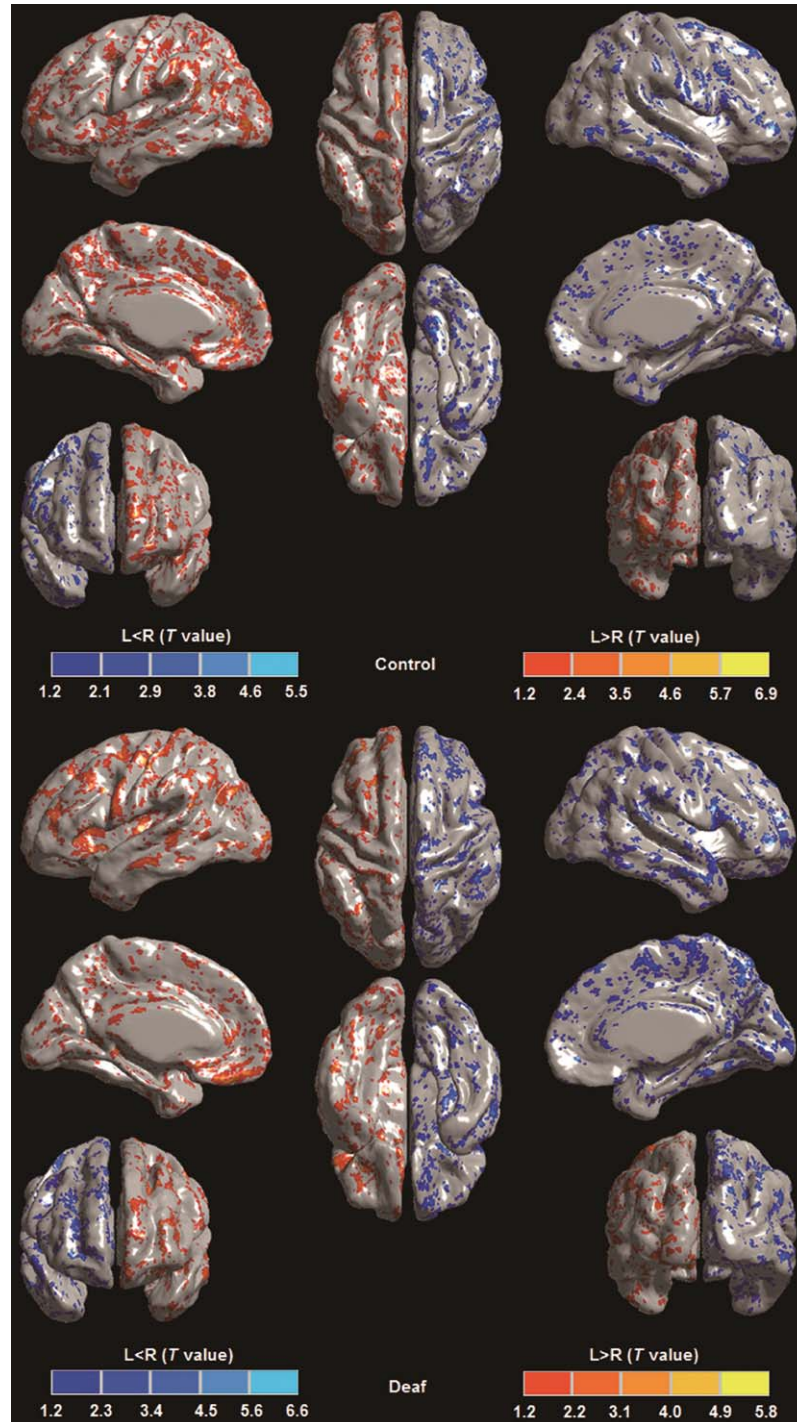 L<R (T value)
L>R (T value)
Control
1.2 2.1 2.9 3.8 4.6 5.5
1.2 2.4 3.5 4.6 5.7 6.9
L<R (T value)
L>R (T value)
Deaf
1.2 2.3 3.4 4.5 5.6 6.6
1.2 2.2 3.1 4.0 4.9 5.8